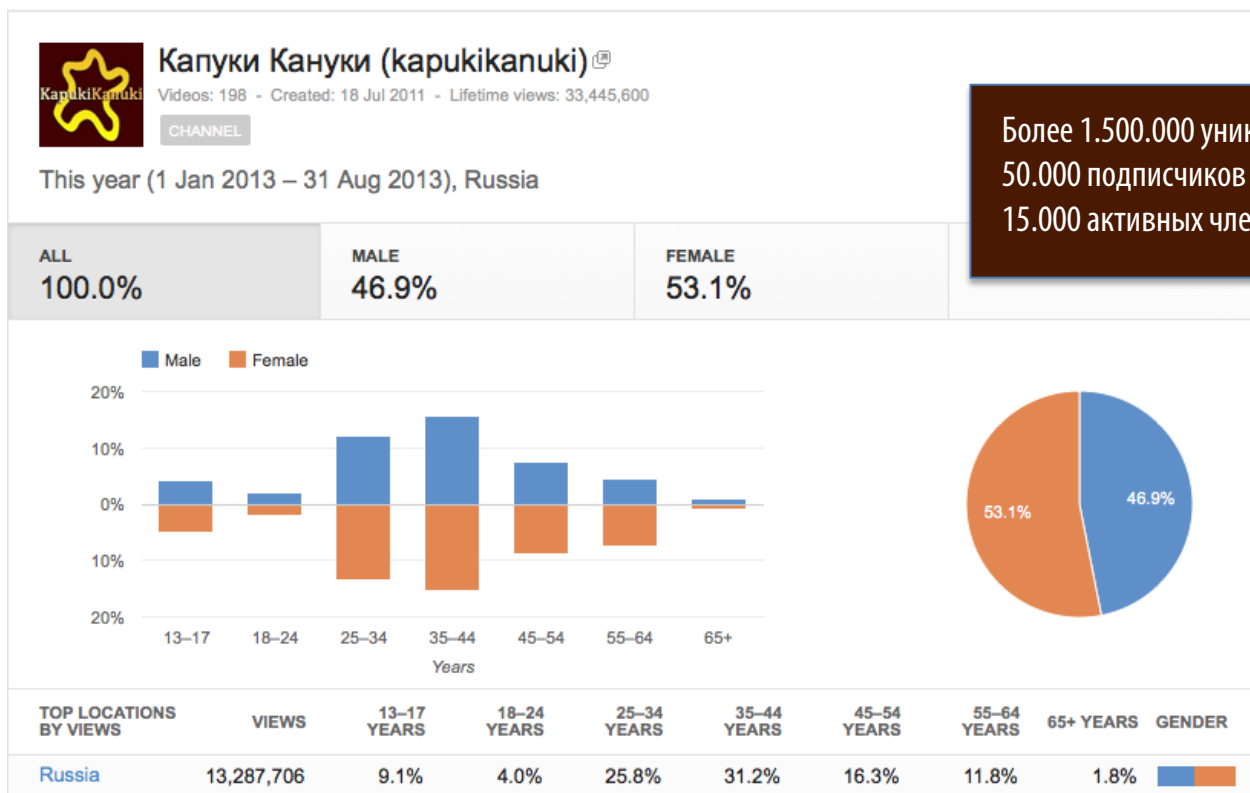 KapukiKanuki
Капуки Кануки (kapukikanuki)
Videos: 198 - Created: 18 Jul 2011 - Lifetime views: 33,445,600
CHANNEL
This year (1 Jan 2013 – 31 Aug 2013), Russia
Более 1.500.000
50.000 подписчиков
15.000 активных
ALL
100.0%
MALE
46.9%
FEMALE
53.1%
Male Female
20%
10%
0%
10%
20%
13–17 18–24 25–34 35–44 45–54 55–64 65+
Years
53.1%
46.9%
TOP LOCATIONS BY VIEWS VIEWS 13–17 YEARS 18–24 YEARS 25–34 YEARS 35–44 YEARS 45–54 YEARS 55–64 YEARS 65+ YEARS GENDER
Russia 13,287,706 9.1% 4.0% 25.8% 31.2% 16.3% 11.8% 1.8%